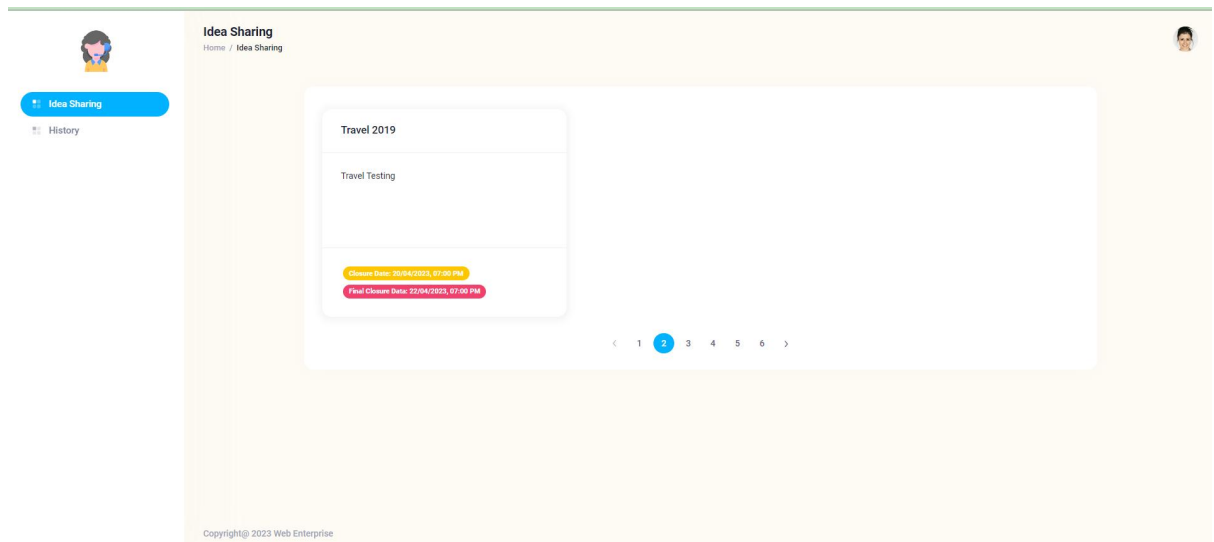 Idea Sharing
Home / Idea Sharing
Idea Sharing
History
Travel 2019
Travel Testing
Closure Date: 20/04/2023, 07:00 PM
Final Closure Data: 22/04/2023, 07:00 PM
< 1 2 3 4 5 6 >
Copyright@ 2023 Web Enterprise